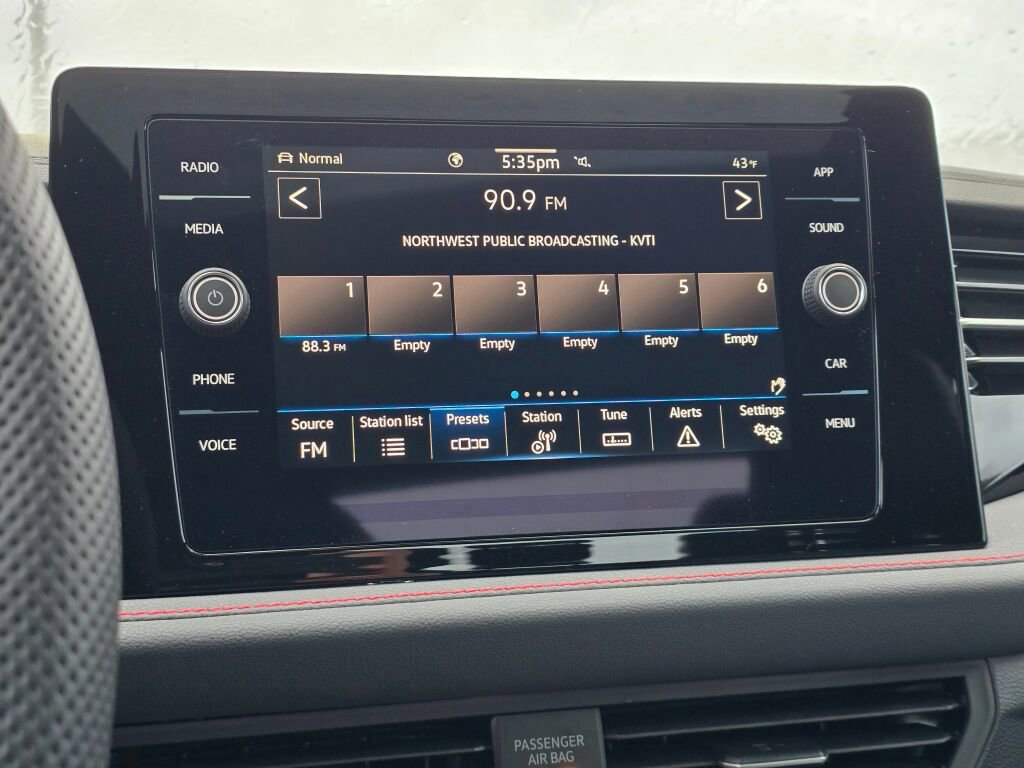 RADIO
MEDIA
PHONE
VOICE
Normal
5:35pm
43°F
<
90.9 FM
>
NORTHWEST PUBLIC BROADCASTING - KVTI
1 2 3 4 5 6
88.3 FM Empty Empty Empty Empty Empty
Source Station list Presets Station Tune Alerts Settings
FM
APP
SOUND
CAR
MENU
PASSENGER
AIR BAG